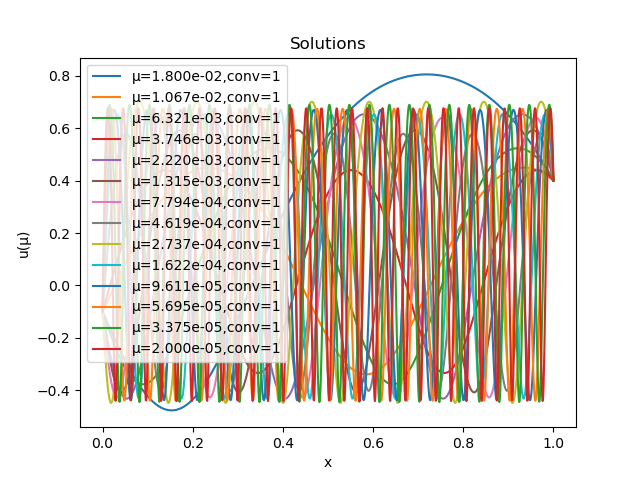 Solutions
0.8
0.6
0.4
0.2
0.0
−0.2
−0.4
u(μ)
μ=1.800e-02,conv=1
μ=1.067e-02,conv=1
μ=6.321e-03,conv=1
μ=3.746e-03,conv=1
μ=2.220e-03,conv=1
μ=1.315e-03,conv=1
μ=7.794e-04,conv=1
μ=4.619e-04,conv=1
μ=2.737e-04,conv=1
μ=1.622e-04,conv=1
μ=9.611e-05,conv=1
μ=5.695e-05,conv=1
μ=3.375e-05,conv=1
μ=2.000e-05,conv=1
0.0 0.2 0.4 0.6 0.8 1.0
x